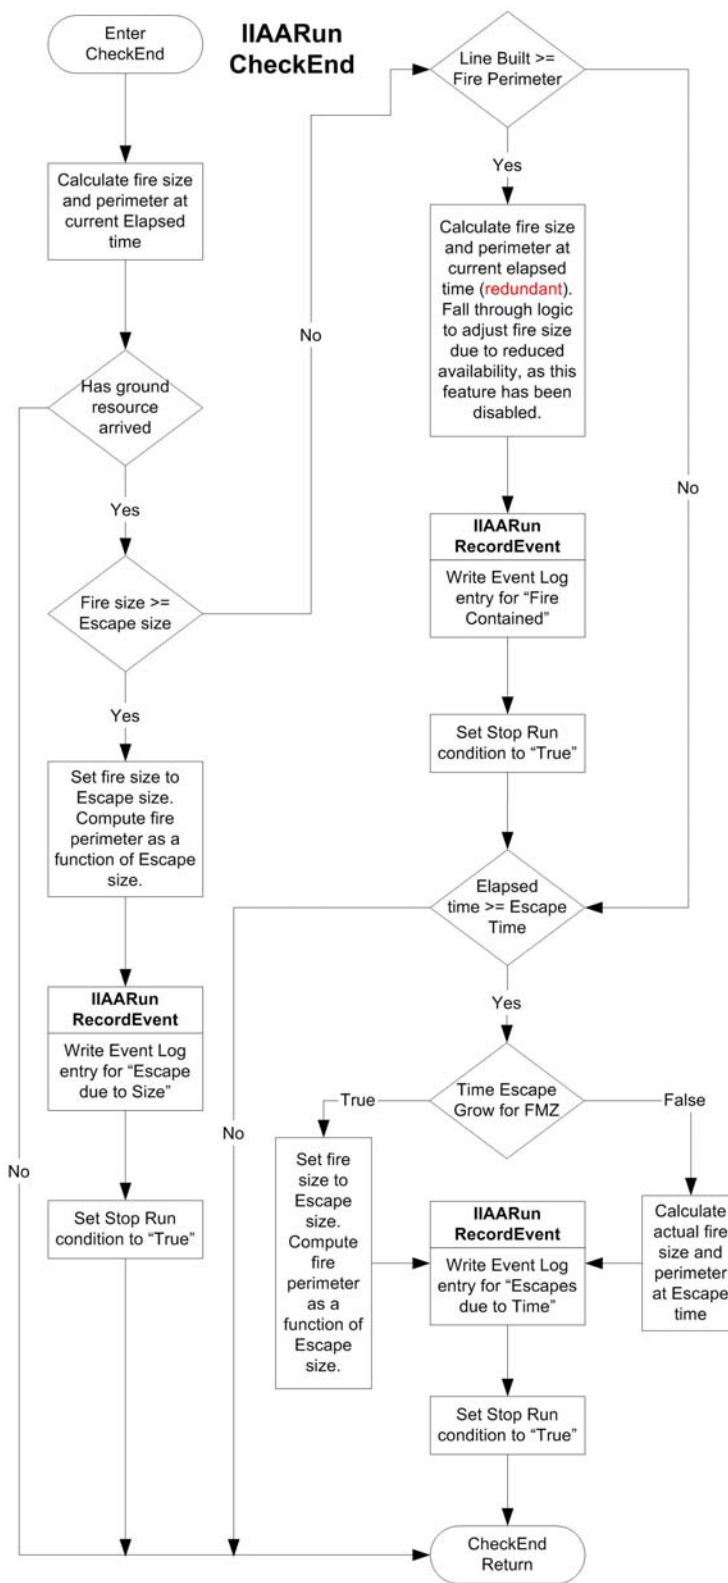 IIAARun
CheckEnd
Enter
CheckEnd
Calculate fire size
and perimeter at
current Elapsed
time
Has ground
resource
arrived
No
Yes
Fire size >=
Escape size
No
Yes
Set fire size to
Escape size.
Compute fire
perimeter as a
function of Escape
size.
IIAARun
RecordEvent
Write Event Log
entry for “Escape
due to Size”
Set Stop Run
condition to “True”
Line Built >=
Fire Perimeter
No
Yes
Calculate fire size
and perimeter at
current elapsed
time (redundant).
Fall through logic
to adjust fire size
due to reduced
availability, as this
feature has been
disabled.
IIAARun
RecordEvent
Write Event Log
entry for “Fire
Contained”
Set Stop Run
condition to “True”
Elapsed
time >= Escape
Time
No
Yes
Time Escape
Grow for FMZ
True
False
Set fire
size to
Escape
size.
Compute
fire
perimeter
as a
function of
Escape
size.
IIAARun
RecordEvent
Write Event Log
entry for “Escapes
due to Time”
Calculate
actual fire
size and
perimeter
at Escape
time
Set Stop Run
condition to “True”
CheckEnd
Return